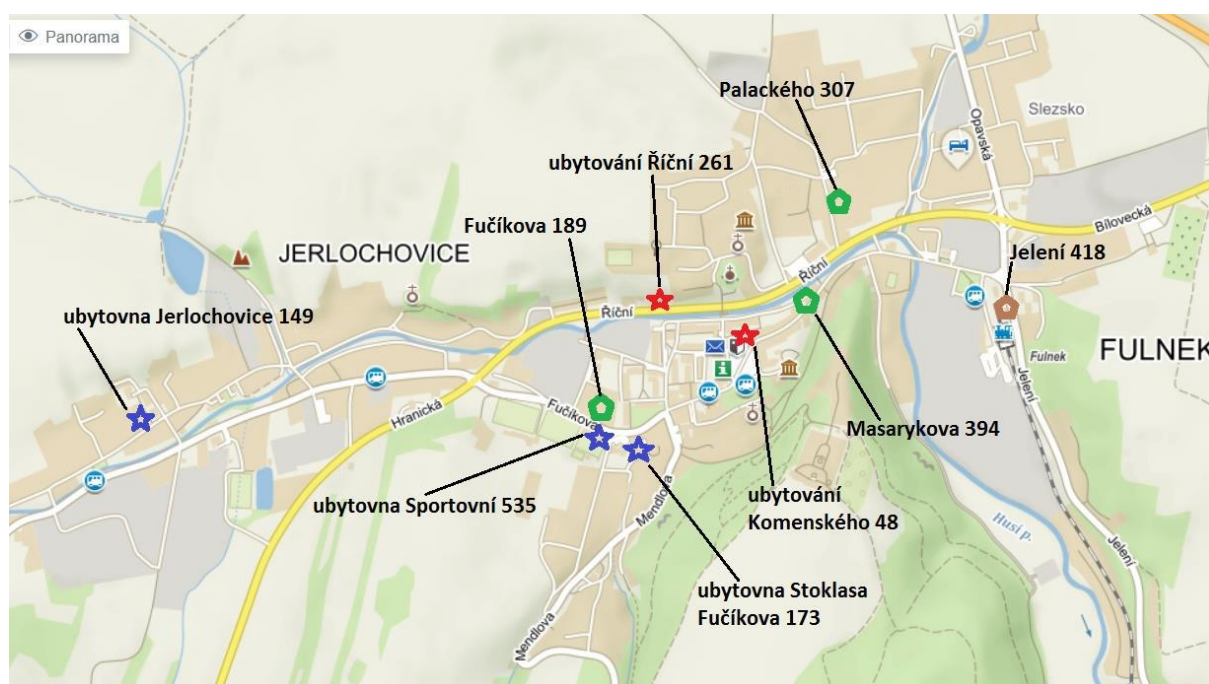 Panorama
Palackého 307
Slezsko
Opavská
ubytování Říční 261
Fučíkova 189
Bílovecká
JERLOCHOVICE
Říční
Jelení 418
ubytovna Jerlochovice 149
Říční
Fulnek
FULNEK
Jelení
Hranická
Fučíkova
Masarykova 394
ubytovna Sportovní 535
Mendlova
ubytování
Komenského 48
Husí p.
Jelení
ubytovna Stoklasa
Fučíkova 173
Mendlova